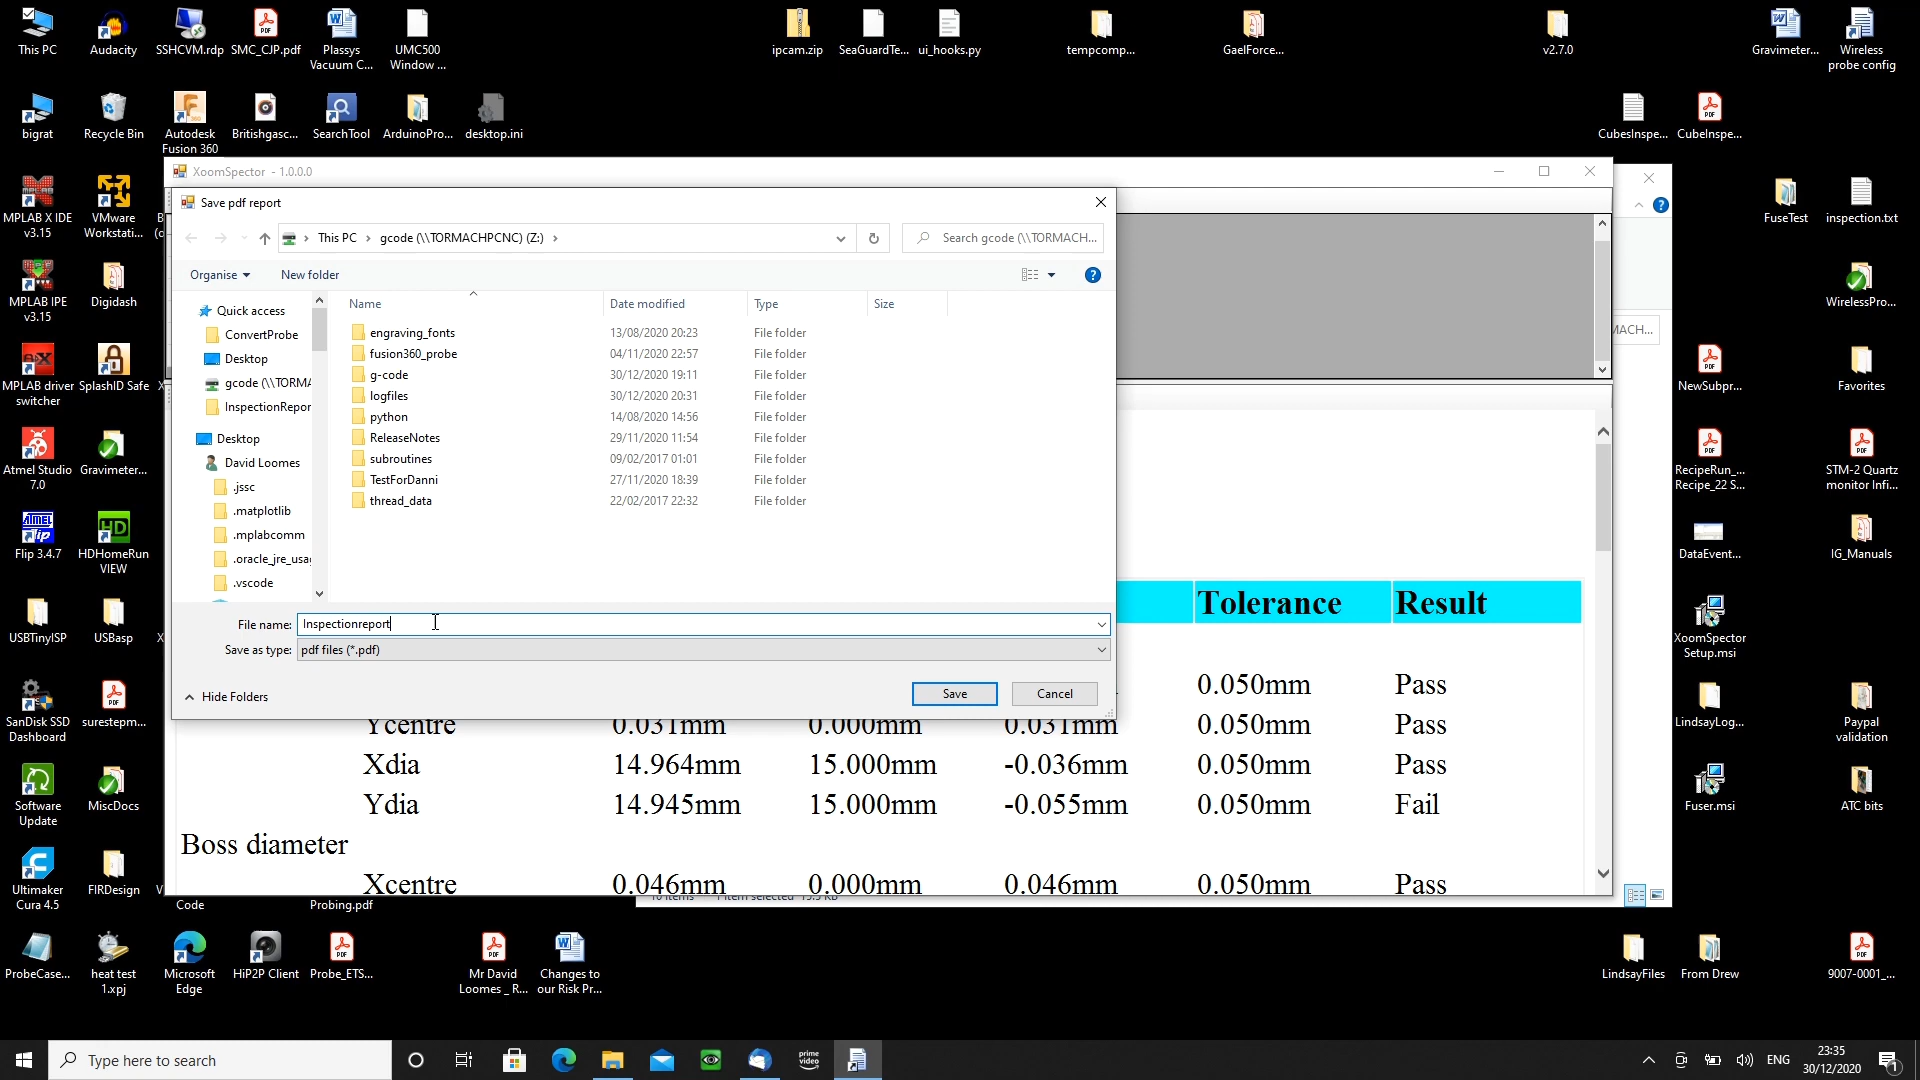 This PC
Audacity
SSHCVM.rdp
SMC_CJP.pdf
Plassys
Vacuum C...
UMC500
Window ...
ipcam.zip
SeaGuardTe...
ui_hooks.py
tempcomp...
GaelForce...
v2.7.0
Gravimeter...
Wireless
probe config
bigrat
Recycle Bin
Autodesk
Fusion 360
Britishgasc...
SearchTool
ArduinoPro...
desktop.ini
CubesInspe...
CubeInspe...
MPLAB X IDE
v3.15
VMware
Workstati...
FuseTest
inspection.txt
MPLAB IPE
v3.15
Digidash
WirelessPro...
MPLAB driver
switcher
SplashID Safe
NewSubpr...
Favorites
Atmel Studio
7.0
Gravimeter...
RecipeRun_...
Recipe_22 S...
STM-2 Quartz
monitor Infi...
Flip 3.4.7
HDHomeRun
VIEW
DataEvent...
IG_Manuals
USBTinyISP
USBasp
XoomSpector
Setup.msi
SanDisk SSD
Dashboard
surestepm...
LindsayLog...
Paypal
validation
Software
Update
MiscDocs
Fuser.msi
ATC bits
Ultimaker
Cura 4.5
FIRDesign
Code
Probing.pdf
ProbeCase...
heat test
1.xpj
Microsoft
Edge
HiP2P Client
Probe_ETS...
Mr David
Loomes _ R...
Changes to
our Risk Pr...
LindsayFiles
From Drew
9007-0001_...
XoomSpector - 1.0.0.0
Save pdf report
This PC > gcode (\\TORMACHPCNC) (Z:) >
Search gcode (\\TORMACH...
Organise
New folder
MACH...
Quick access
ConvertProbe
Desktop
gcode (\\TORMA
InspectionRepor
Desktop
David Loomes
.jssc
.matplotlib
.mplabcomm
.oracle_jre_usa
.vscode
Name Date modified Type Size
engraving_fonts 13/08/2020 20:23 File folder
fusion360_probe 04/11/2020 22:57 File folder
g-code 30/12/2020 19:11 File folder
logfiles 30/12/2020 20:31 File folder
python 14/08/2020 14:56 File folder
ReleaseNotes 29/11/2020 11:54 File folder
subroutines 09/02/2017 01:01 File folder
TestForDanni 27/11/2020 18:39 File folder
thread_data 22/02/2017 22:32 File folder
File name: Inspectionreport
Save as type: pdf files (*.pdf)
Hide Folders
Save
Cancel
Tolerance Result
0.050mm Pass
Ycentre 0.031mm 0.000mm 0.031mm 0.050mm Pass
Xdia 14.964mm 15.000mm -0.036mm 0.050mm Pass
Ydia 14.945mm 15.000mm -0.055mm 0.050mm Fail
Boss diameter
Xcentre 0.046mm 0.000mm 0.046mm 0.050mm Pass
Type here to search
prime
video
ENG
23:35
30/12/2020
1